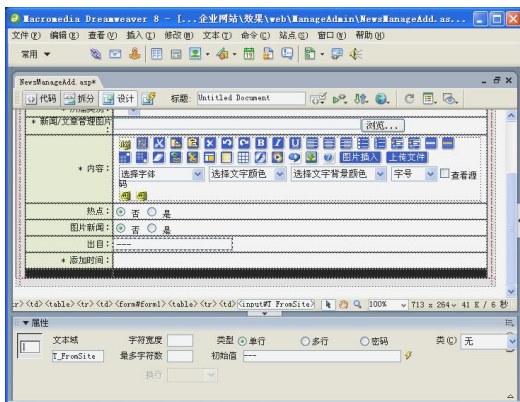 Macromedia Dreamweaver 8 - [...企业网站\效果\web\ManageAdmin\NewsManageAdd.as...
文件(F) 编辑(E) 查看(V) 插入(I) 修改(M) 文本(T) 命令(C) 站点(S) 窗口(W) 帮助(H)
常用
NewsManageAdd.asp*
代码 拆分 设计 标题: Untitled Document
* 新闻/文章管理图片: 浏览...
B I U
图片插入 上传文件
* 内容: 选择字体 选择文字颜色 选择文字背景颜色 字号 查看源码
热点: 否 是
图片新闻: 否 是
出自: ---
* 添加时间:
<tr> <td> <table> <tr> <td> <form#form1> <table> <tr> <td> <input#T_FromSite> 100% 713 x 264 41 K / 6 秒
属性
文本域 字符宽度 类型 单行 多行 密码 类(C) 无
T_FromSite 最多字符数 初始值 ---
换行